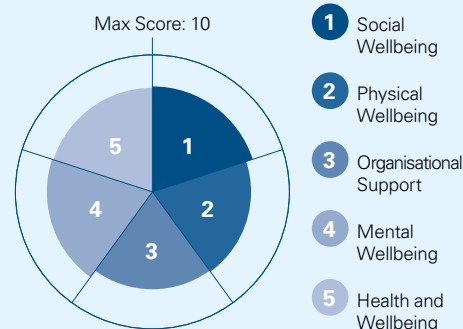 Max Score: 10
1
2
3
4
5
1 Social
Wellbeing
2 Physical
Wellbeing
3 Organisational
Support
4 Mental
Wellbeing
5 Health and
Wellbeing